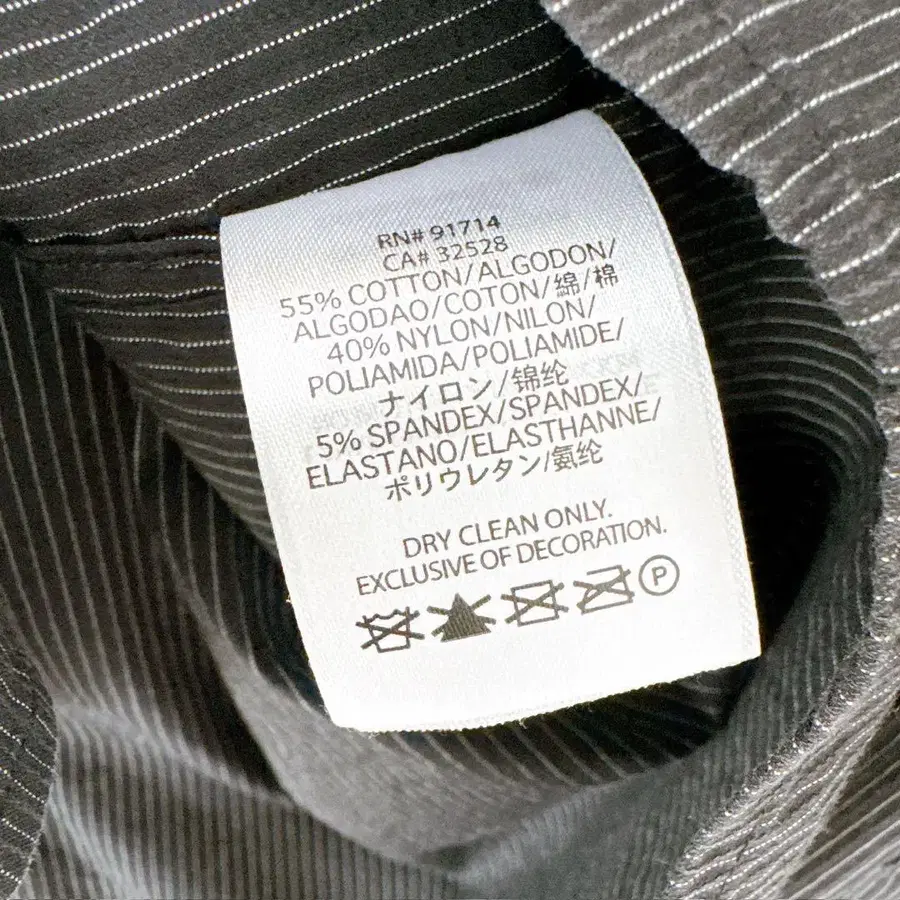 RN# 91714
CA# 32528
55% COTTON/ALGODON/
ALGODAO/COTON/綿/棉
40% NYLON/NILON/
POLIAMIDA/POLIAMIDE/
ナイロン/锦纶
5% SPANDEX/SPANDEX/
ELASTANO/ELASTHANNE/
ポリウレタン/氨纶
DRY CLEAN ONLY.
EXCLUSIVE OF DECORATION.
P